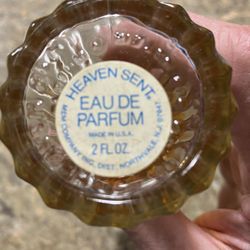 HEAVEN SENT®
EAU DE
PARFUM
MADE IN U.S.A.
2 FL. OZ.
MEM COMPANY INC. DIST. NORTHVALE, N.J. 07647